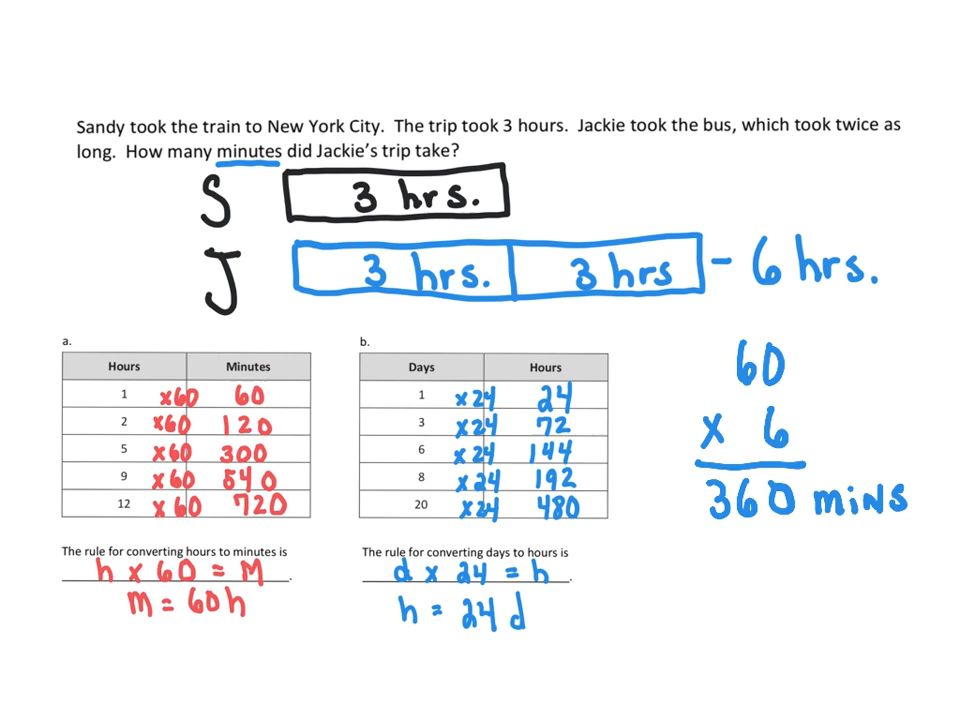 Sandy took the train to New York City. The trip took 3 hours. Jackie took the bus, which took twice as
long. How many minutes did Jackie's trip take?
S 3 hrs.
J 3 hrs. 3 hrs - 6 hrs.
a.
Hours Minutes
1 x60 60
2 x60 120
5 x60 300
9 x60 540
12 x 60 720
The rule for converting hours to minutes is
h x 60 = M.
m = 60h
b.
Days Hours
1 x 24 24
3 x24 72
6 x 24 144
8 x24 192
20 x24 480
The rule for converting days to hours is
d x 24 = h.
h = 24 d
60
x 6
360 mins